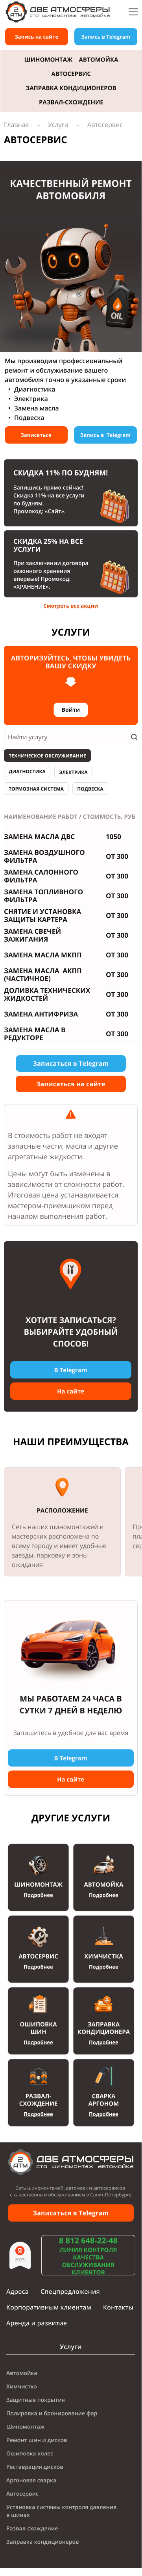 2
АТМ
ДВЕ АТМОСФЕРЫ
СТО шиномонтаж автомойка
Запись на сайте
Запись в Telegram
ШИНОМОНТАЖ АВТОМОЙКА
АВТОСЕРВИС
ЗАПРАВКА КОНДИЦИОНЕРОВ
РАЗВАЛ-СХОЖДЕНИЕ
Главная – Услуги – Автосервис
АВТОСЕРВИС
КАЧЕСТВЕННЫЙ РЕМОНТ
АВТОМОБИЛЯ
OIL
Мы произведем профессиональный
ремонт и обслуживание вашего
автомобиля точно в указанные сроки
• Диагностика
• Электрика
• Замена масла
• Подвеска
Записаться
Запись в Telegram
СКИДКА 11% ПО БУДНЯМ!
Запишись прямо сейчас!
Скидка 11% на все услуги
по будням.
Промокод: «Сайт».
СКИДКА 25% НА ВСЕ
УСЛУГИ
При заключении договора
сезонного хранения
впервые! Промокод:
«ХРАНЕНИЕ».
Смотреть все акции
УСЛУГИ
АВТОРИЗУЙТЕСЬ, ЧТОБЫ УВИДЕТЬ
ВАШУ СКИДКУ
Войти
Найти услугу
ТЕХНИЧЕСКОЕ ОБСЛУЖИВАНИЕ
ДИАГНОСТИКА
ЭЛЕКТРИКА
ТОРМОЗНАЯ СИСТЕМА
ПОДВЕСКА
НАИМЕНОВАНИЕ РАБОТ / СТОИМОСТЬ, РУБ
ЗАМЕНА МАСЛА ДВС 1050
ЗАМЕНА ВОЗДУШНОГО
ФИЛЬТРА ОТ 300
ЗАМЕНА САЛОННОГО
ФИЛЬТРА ОТ 300
ЗАМЕНА ТОПЛИВНОГО
ФИЛЬТРА ОТ 300
СНЯТИЕ И УСТАНОВКА
ЗАЩИТЫ КАРТЕРА ОТ 300
ЗАМЕНА СВЕЧЕЙ
ЗАЖИГАНИЯ ОТ 300
ЗАМЕНА МАСЛА МКПП ОТ 300
ЗАМЕНА МАСЛА АКПП
(ЧАСТИЧНОЕ) ОТ 300
ДОЛИВКА ТЕХНИЧЕСКИХ
ЖИДКОСТЕЙ ОТ 300
ЗАМЕНА АНТИФРИЗА ОТ 300
ЗАМЕНА МАСЛА В
РЕДУКТОРЕ ОТ 300
Записаться в Telegram
Записаться на сайте
В стоимость работ не входят
запасные части, масла и другие
агрегатные жидкости.
Цены могут быть изменены в
зависимости от сложности работ.
Итоговая цена устанавливается
мастером-приемщиком перед
началом выполнения работ.
ХОТИТЕ ЗАПИСАТЬСЯ?
ВЫБИРАЙТЕ УДОБНЫЙ
СПОСОБ!
В Telegram
На сайте
НАШИ ПРЕИМУЩЕСТВА
РАСПОЛОЖЕНИЕ
Сеть наших шиномонтажей и
мастерских расположена по
всему городу и имеет удобные
заезды, парковку и зоны
ожидания
МЫ РАБОТАЕМ 24 ЧАСА В
СУТКИ 7 ДНЕЙ В НЕДЕЛЮ
Запишитесь в удобное для вас время
В Telegram
На сайте
ДРУГИЕ УСЛУГИ
ШИНОМОНТАЖ
Подробнее
АВТОМОЙКА
Подробнее
АВТОСЕРВИС
Подробнее
ХИМЧИСТКА
Подробнее
ОШИПОВКА
ШИН
Подробнее
ЗАПРАВКА
КОНДИЦИОНЕРА
Подробнее
РАЗВАЛ-
СХОЖДЕНИЕ
Подробнее
СВАРКА
АРГОНОМ
Подробнее
2
АТМ
ДВЕ АТМОСФЕРЫ
СТО шиномонтаж автомойка
Сеть шиномонтажей, автомоек и автосервисов
с качественным обслуживанием в Санкт-Петербурге
Записаться в Telegram
8 812 648-22-48
ЛИНИЯ КОНТРОЛЯ
КАЧЕСТВА
ОБСЛУЖИВАНИЯ
КЛИЕНТОВ
Адреса Спецпредложения
Корпоративным клиентам Контакты
Аренда и развитие
Услуги
Автомойка
Химчистка
Защитные покрытия
Полировка и бронирование фар
Шиномонтаж
Ремонт шин и дисков
Ошиповка колес
Реставрация дисков
Аргоновая сварка
Автосервис
Установка системы контроля давления
в шинах
Развал-схождение
Заправка кондиционеров